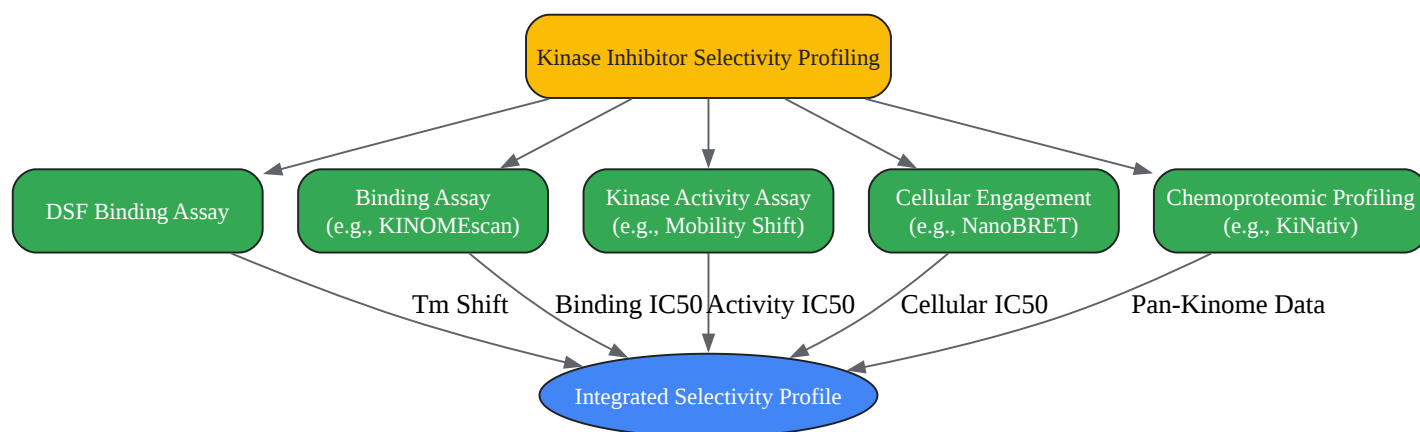 Kinase Inhibitor Selectivity Profiling
DSF Binding Assay
Binding Assay
(e.g., KINOMEscan)
Kinase Activity Assay
(e.g., Mobility Shift)
Cellular Engagement
(e.g., NanoBRET)
Chemoproteomic Profiling
(e.g., KiNativ)
Tm Shift
Binding IC50
Activity IC50
Cellular IC50
Pan-Kinome Data
Integrated Selectivity Profile